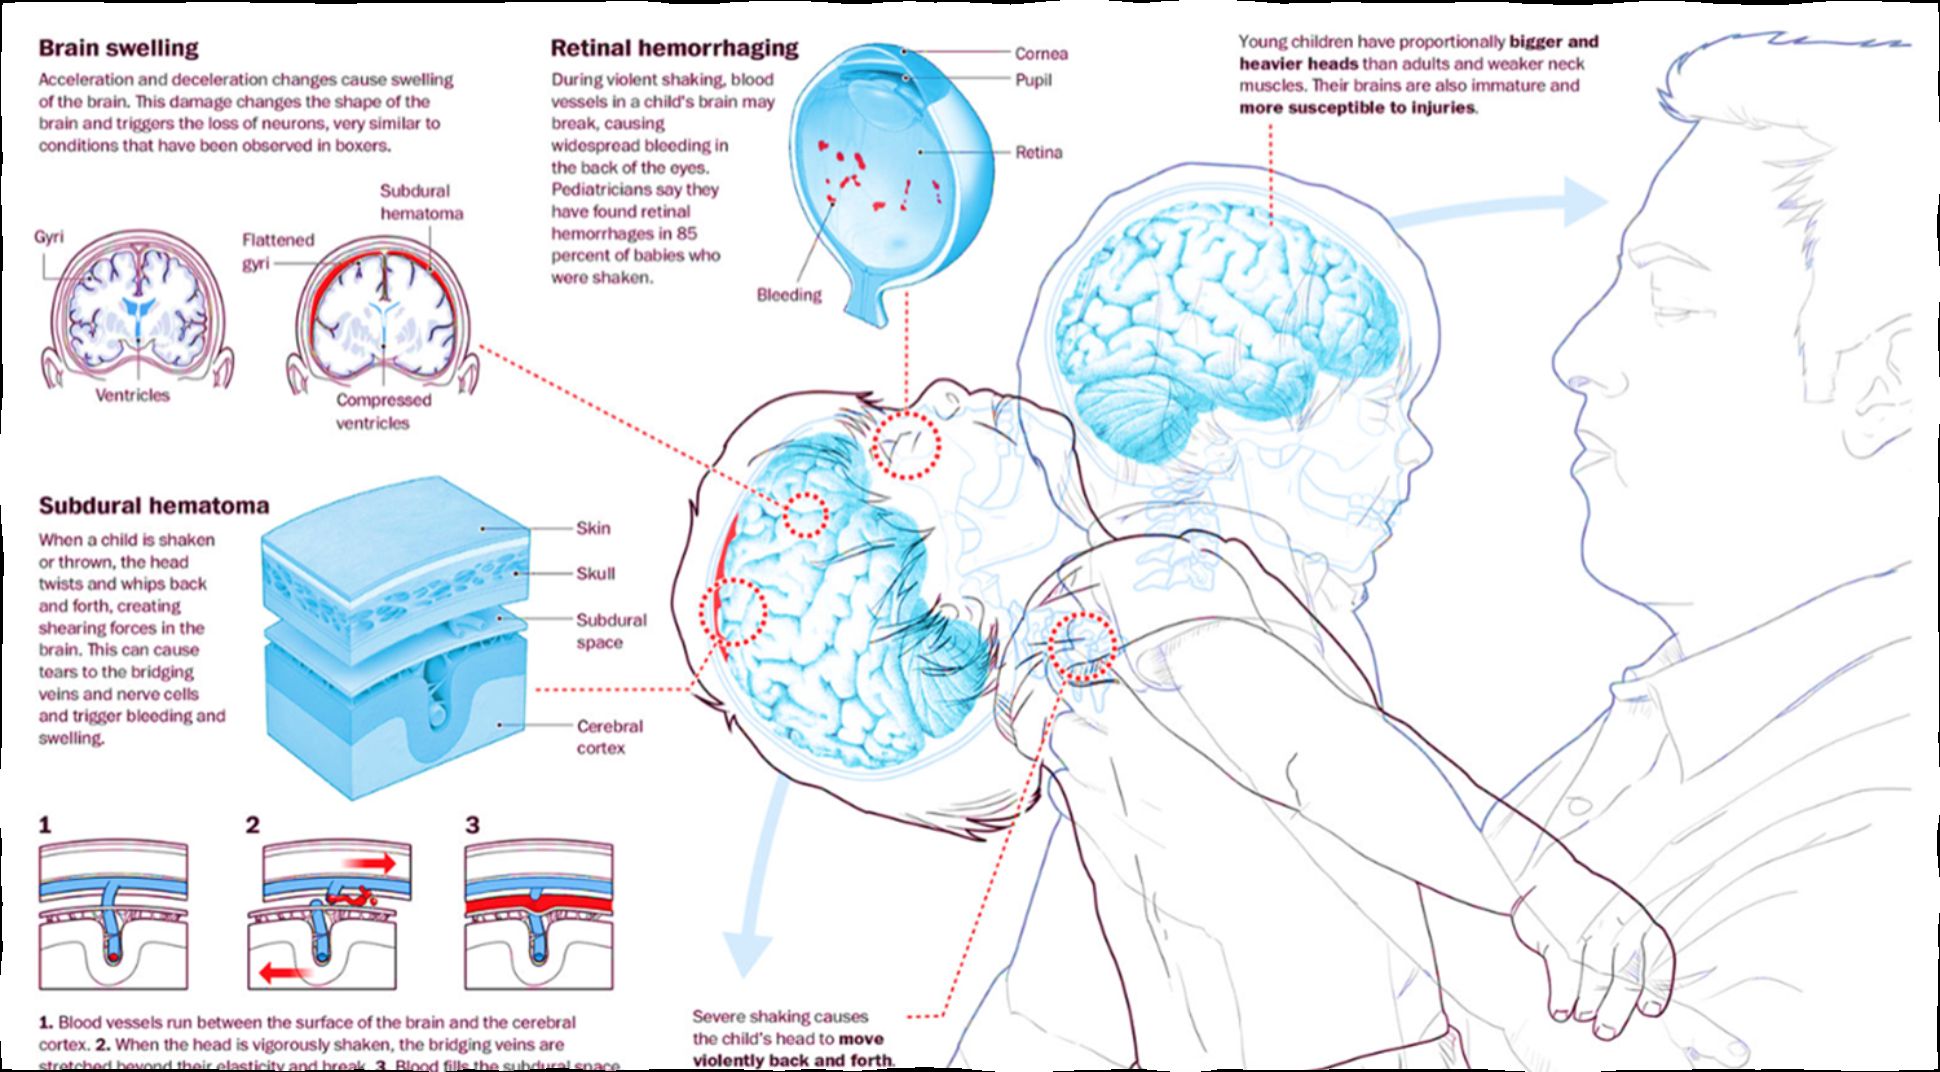 Brain swelling
Acceleration and deceleration changes cause swelling
of the brain. This damage changes the shape of the
brain and triggers the loss of neurons, very similar to
conditions that have been observed in boxers.
Gyri
Ventricles
Flattened
gyri
Subdural
hematoma
Compressed
ventricles
Retinal hemorrhaging
During violent shaking, blood
vessels in a child's brain may
break, causing
widespread bleeding in
the back of the eyes.
Pediatricians say they
have found retinal
hemorrhages in 85
percent of babies who
were shaken.
Cornea
Pupil
Retina
Bleeding
Young children have proportionally bigger and
heavier heads than adults and weaker neck
muscles. Their brains are also immature and
more susceptible to injuries.
Subdural hematoma
When a child is shaken
or thrown, the head
twists and whips back
and forth, creating
shearing forces in the
brain. This can cause
tears to the bridging
veins and nerve cells
and trigger bleeding and
swelling.
Skin
Skull
Subdural
space
Cerebral
cortex
1
2
3
1. Blood vessels run between the surface of the brain and the cerebral
cortex. 2. When the head is vigorously shaken, the bridging veins are
stretched beyond their elasticity and break. 3. Blood fills the subdural space
Severe shaking causes
the child's head to move
violently back and forth.